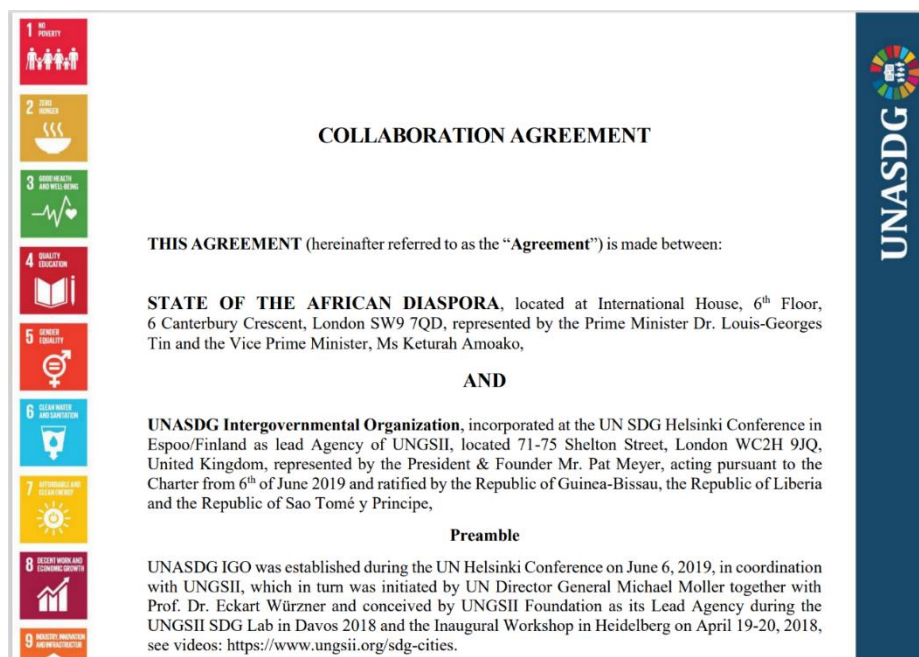 1 NO
POVERTY
2 ZERO
HUNGER
3 GOOD HEALTH
AND WELL-BEING
4 QUALITY
EDUCATION
5 GENDER
EQUALITY
6 CLEAN WATER
AND SANITATION
7 AFFORDABLE AND
CLEAN ENERGY
8 DECENT WORK AND
ECONOMIC GROWTH
9 INDUSTRY, INNOVATION
AND INFRASTRUCTURE
COLLABORATION AGREEMENT
THIS AGREEMENT (hereinafter referred to as the “Agreement”) is made between:
STATE OF THE AFRICAN DIASPORA, located at International House, 6th Floor,
6 Canterbury Crescent, London SW9 7QD, represented by the Prime Minister Dr. Louis-Georges
Tin and the Vice Prime Minister, Ms Keturah Amoako,
AND
UNASDG Intergovernmental Organization, incorporated at the UN SDG Helsinki Conference in
Espoo/Finland as lead Agency of UNGSII, located 71-75 Shelton Street, London WC2H 9JQ,
United Kingdom, represented by the President & Founder Mr. Pat Meyer, acting pursuant to the
Charter from 6th of June 2019 and ratified by the Republic of Guinea-Bissau, the Republic of Liberia
and the Republic of Sao Tomé y Principe,
Preamble
UNASDG IGO was established during the UN Helsinki Conference on June 6, 2019, in coordination
with UNGSII, which in turn was initiated by UN Director General Michael Moller together with
Prof. Dr. Eckart Würzner and conceived by UNGSII Foundation as its Lead Agency during the
UNGSII SDG Lab in Davos 2018 and the Inaugural Workshop in Heidelberg on April 19-20, 2018,
see videos: https://www.ungsii.org/sdg-cities.
UNASDG